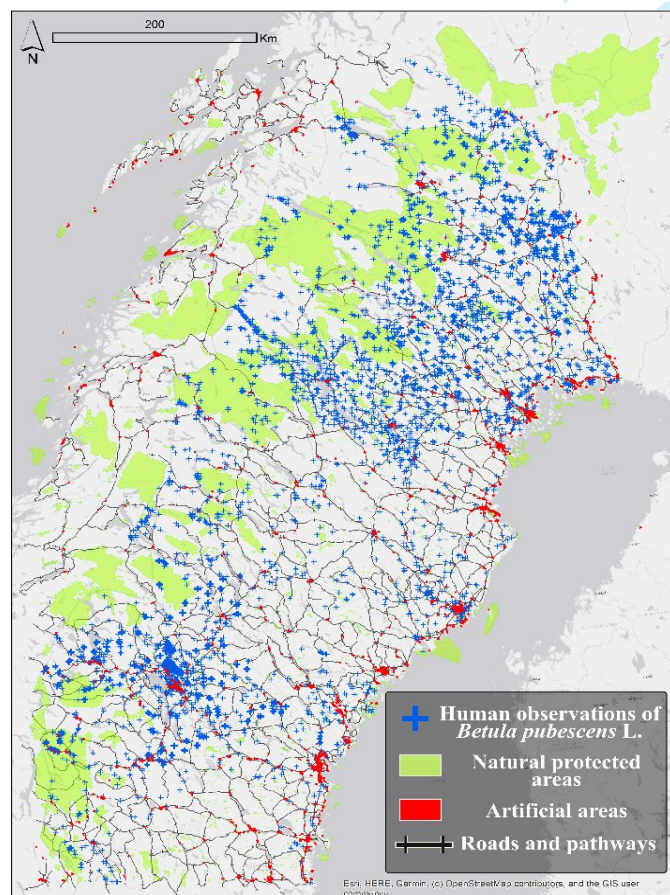 200
Km
N
Human observations of
Betula pubescens L.
Natural protected
areas
Artificial areas
Roads and pathways
Esri, HERE, Garmin, (c) OpenStreetMap contributors, and the GIS user
community